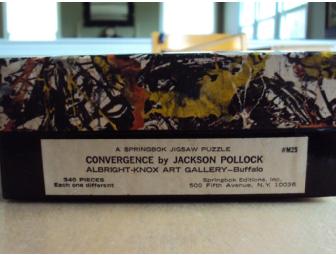 A SPRINGBOK JIGSAW PUZZLE
#M25
CONVERGENCE by JACKSON POLLOCK
ALBRIGHT-KNOX ART GALLERY-Buffalo
340 PIECES
Each one different
Springbok Editions, Inc.
500 Fifth Avenue, N.Y. 10036